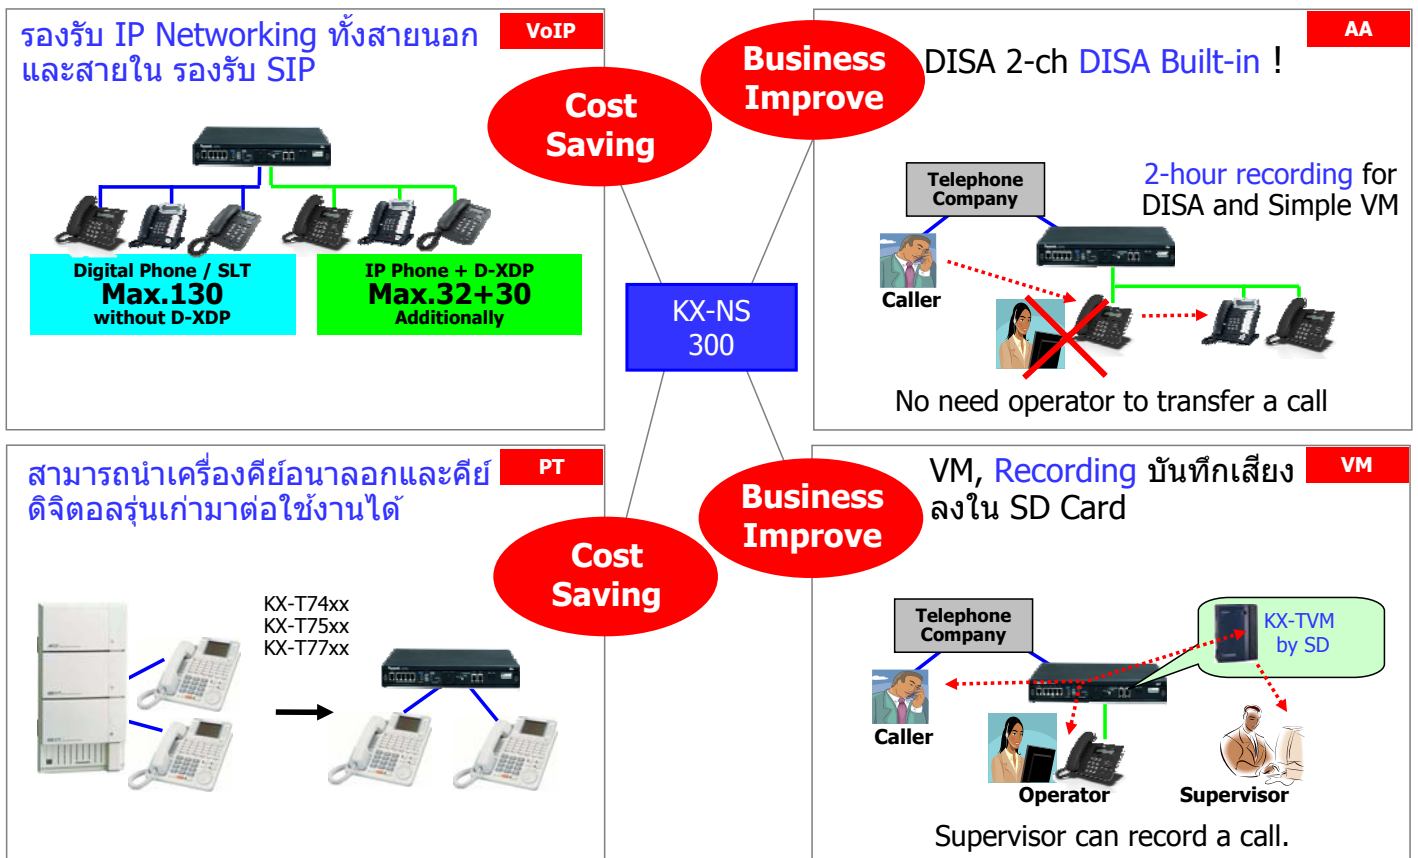 รองรับ IP Networking ทั้งสายนอก
และสายใน รองรับ SIP
VoIP
Cost
Saving
Digital Phone / SLT
Max.130
without D-XDP
IP Phone + D-XDP
Max.32+30
Additionally
Business
Improve
AA
DISA 2-ch DISA Built-in !
2-hour recording for
DISA and Simple VM
Telephone
Company
Caller
No need operator to transfer a call
KX-NS
300
สามารถนำเครื่องคีย์อนาลอกและคีย์
ดิจิตอลรุ่นเก่ามาต่อใช้งานได้
PT
Cost
Saving
KX-T74xx
KX-T75xx
KX-T77xx
Business
Improve
VM, Recording บันทึกเสียง
ลงใน SD Card
VM
Telephone
Company
KX-TVM
by SD
Caller
Operator
Supervisor
Supervisor can record a call.